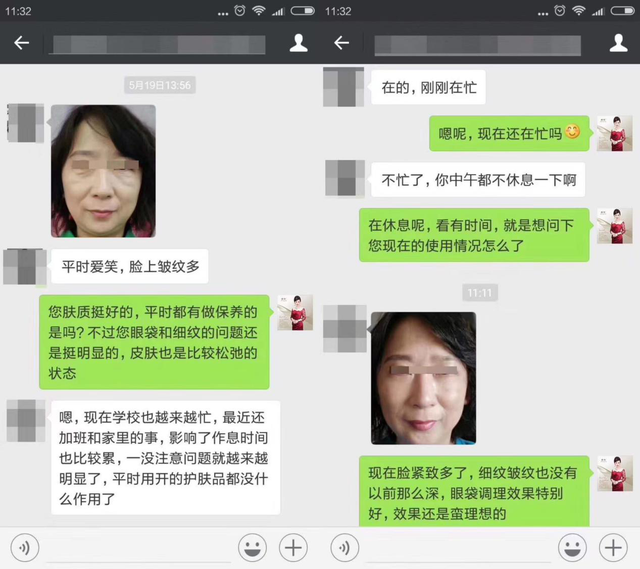 11:32
5月19日13:56
平时爱笑，脸上皱纹多
您肤质挺好的，平时都有做保养的
是吗？不过您眼袋和细纹的问题还
是挺明显的，皮肤也是比较松弛的
状态
嗯，现在学校也越来越忙，最近还
加班和家里的事，影响了作息时间
也比较累，一没注意问题就越来越
明显了，平时用开的护肤品都没什
么作用了
11:32
在的，刚刚在忙
嗯呢，现在还在忙吗😊
不忙了，你中午都不休息一下啊
在休息呢，看有时间，就是想问下
您现在的使用情况怎么了
11:11
现在脸紧致多了，细纹皱纹也没有
以前那么深，眼袋调理效果特别
好，效果还是蛮理想的